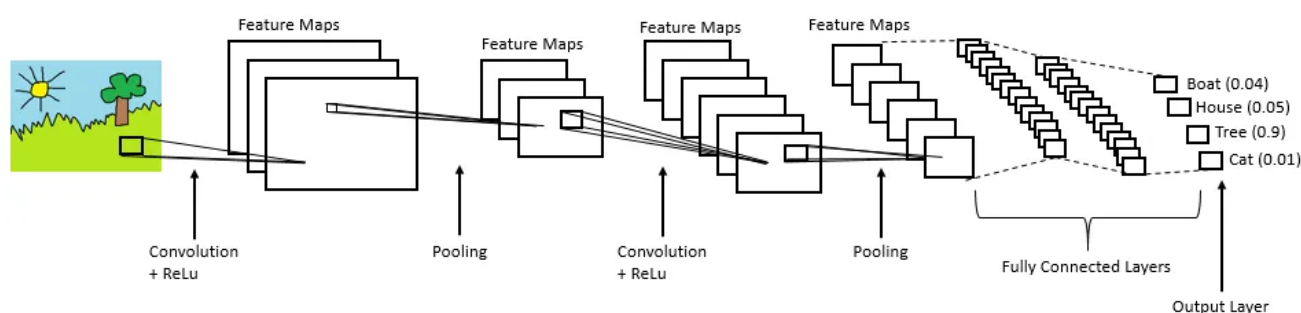 Feature Maps
Feature Maps
Feature Maps
Feature Maps
Boat (0.04)
House (0.05)
Tree (0.9)
Cat (0.01)
Convolution
+ ReLu
Pooling
Convolution
+ ReLu
Pooling
Fully Connected Layers
Output Layer